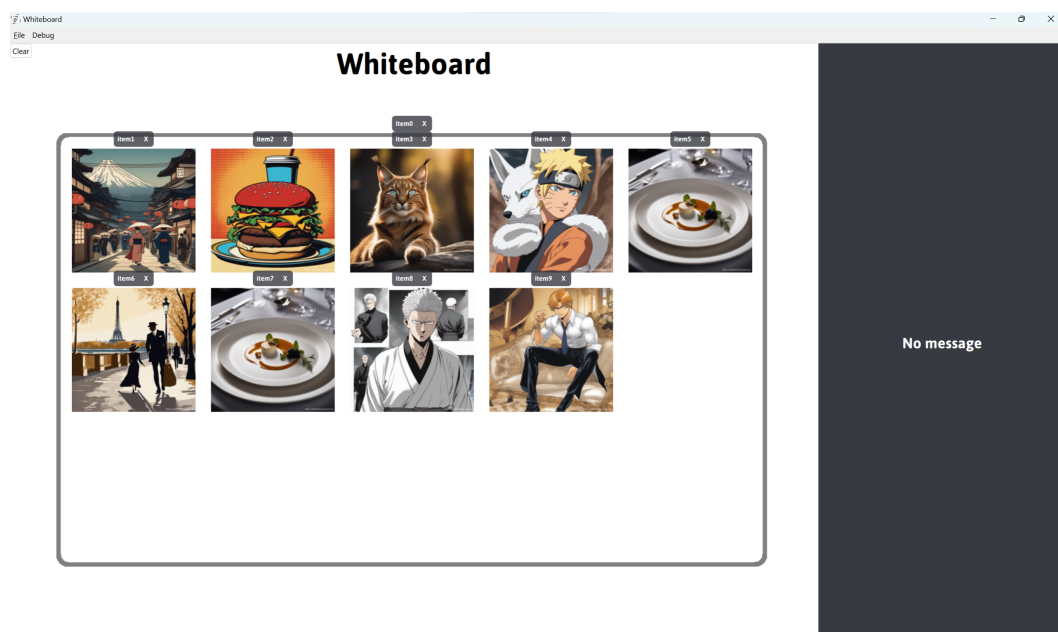 Whiteboard
File Debug
Clear
Whiteboard
item0 X
item1 X
item2 X
item3 X
item4 X
item5 X
item6 X
item7 X
item8 X
item9 X
No message